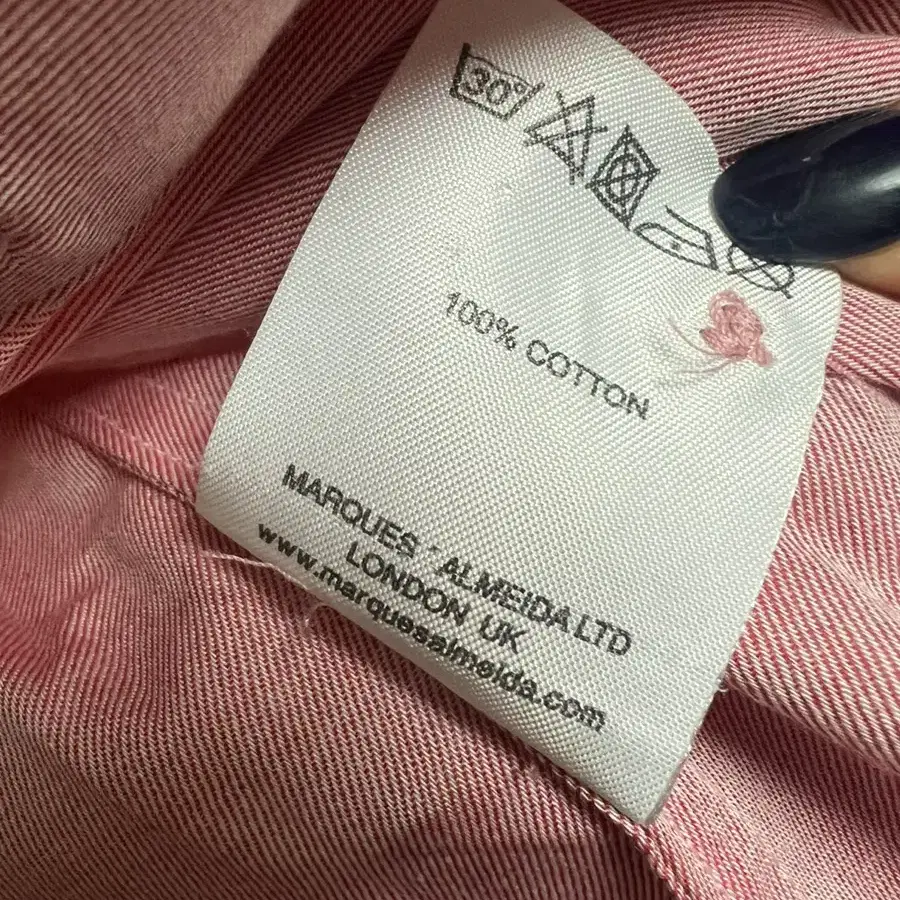 30°
100% COTTON
MARQUES ´ ALMEIDA LTD
LONDON UK
www.marquesalmeida.com